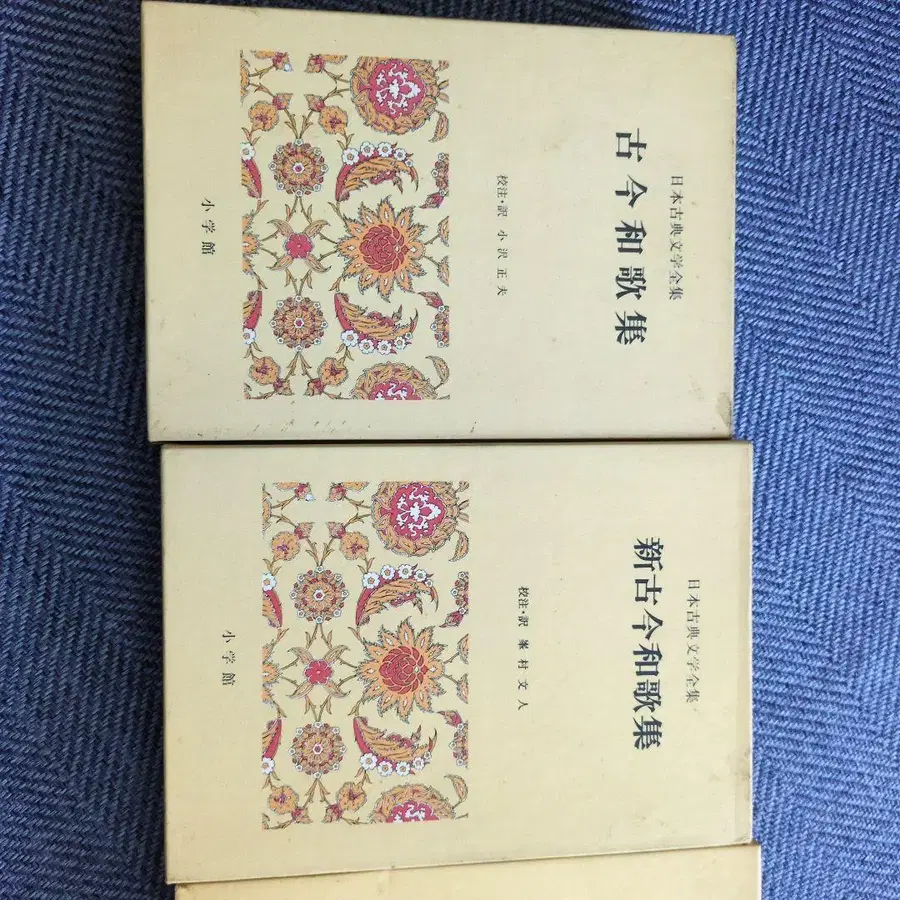 日本古典文学全集
古今和歌集
校注・訳 小沢正夫
小学館
日本古典文学全集
新古今和歌集
校注・訳 峯村文人
小学館